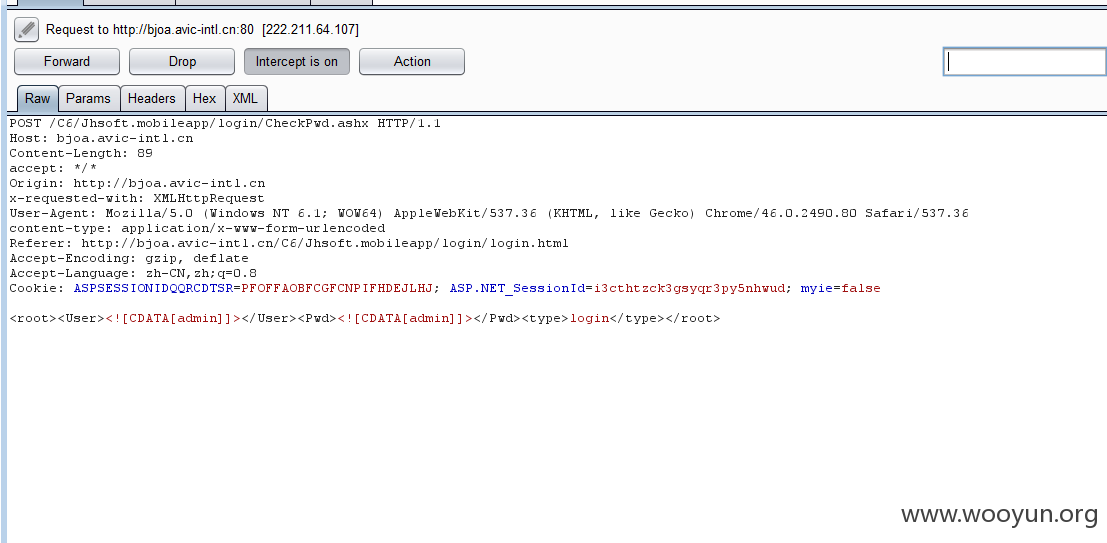 Request to http://bjoa.avic-intl.cn:80 [222.211.64.107]
Forward Drop Intercept is on Action
Raw Params Headers Hex XML
POST /C6/Jhsoft.mobileapp/login/CheckPwd.ashx HTTP/1.1
Host: bjoa.avic-intl.cn
Content-Length: 89
accept: */*
Origin: http://bjoa.avic-intl.cn
x-requested-with: XMLHttpRequest
User-Agent: Mozilla/5.0 (Windows NT 6.1; WOW64) AppleWebKit/537.36 (KHTML, like Gecko) Chrome/46.0.2490.80 Safari/537.36
content-type: application/x-www-form-urlencoded
Referer: http://bjoa.avic-intl.cn/C6/Jhsoft.mobileapp/login/login.html
Accept-Encoding: gzip, deflate
Accept-Language: zh-CN,zh;q=0.8
Cookie: ASPSESSIONIDQQRCDTSR=PFOFFAOBFCGFCNPIFHDEJLHJ; ASP.NET_SessionId=i3cthtzck3gsyqr3py5nhwud; myie=false
<root><User><![CDATA[admin]]></User><Pwd><![CDATA[admin]]></Pwd><type>login</type></root>
www.wooyun.org